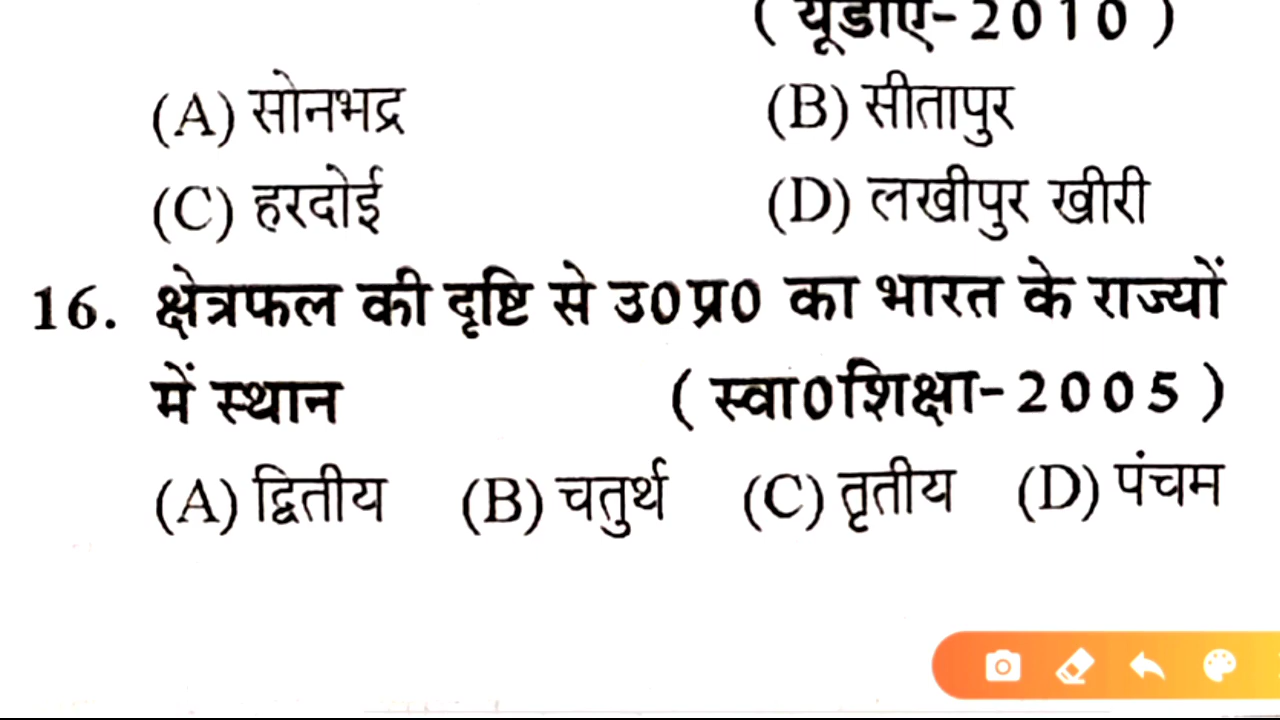 ( यूडीए-2010 )
(A) सोनभद्र (B) सीतापुर
(C) हरदोई (D) लखीपुर खीरी
16. क्षेत्रफल की दृष्टि से उ0प्र0 का भारत के राज्यों
में स्थान ( स्वा0शिक्षा-2005 )
(A) द्वितीय (B) चतुर्थ (C) तृतीय (D) पंचम